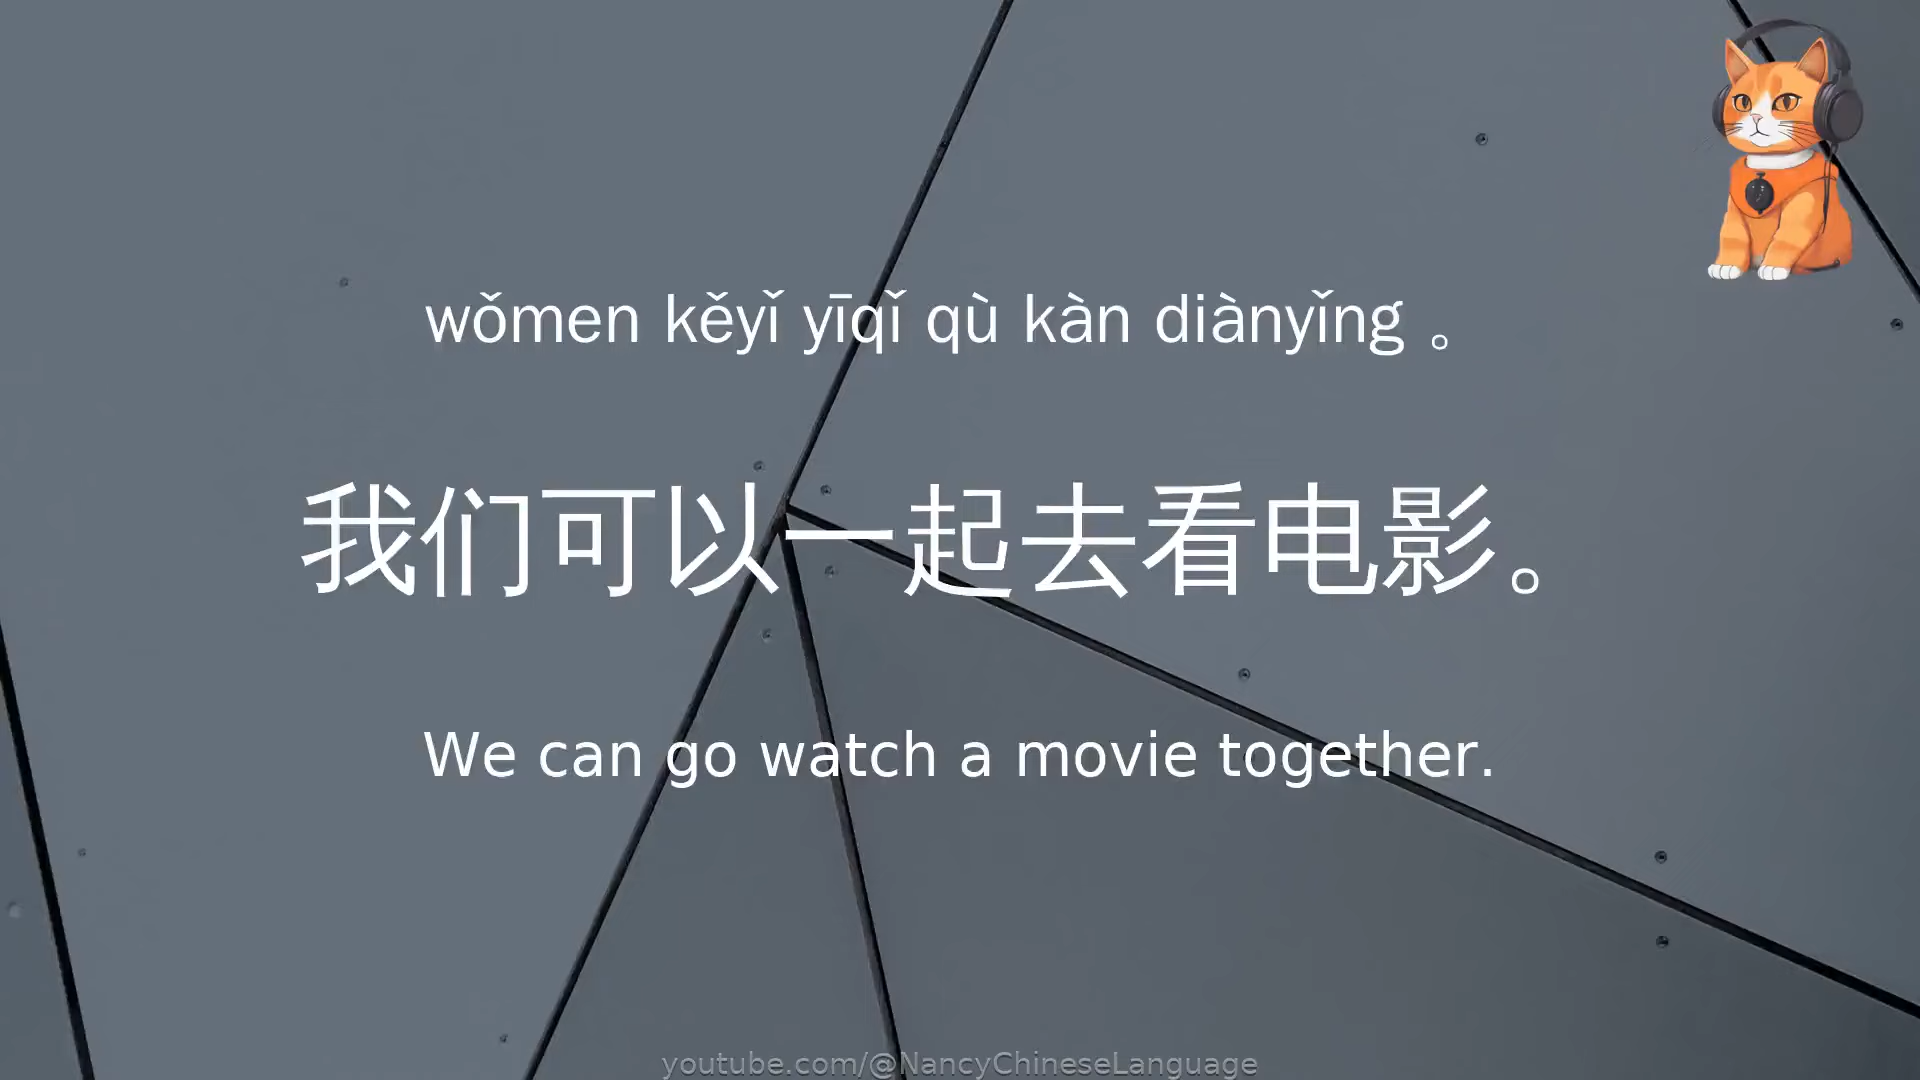 wǒmen kěyǐ yīqǐ qù kàn diànyǐng 。
我们可以一起去看电影。
We can go watch a movie together.
youtube.com/@NancyChineseLanguage